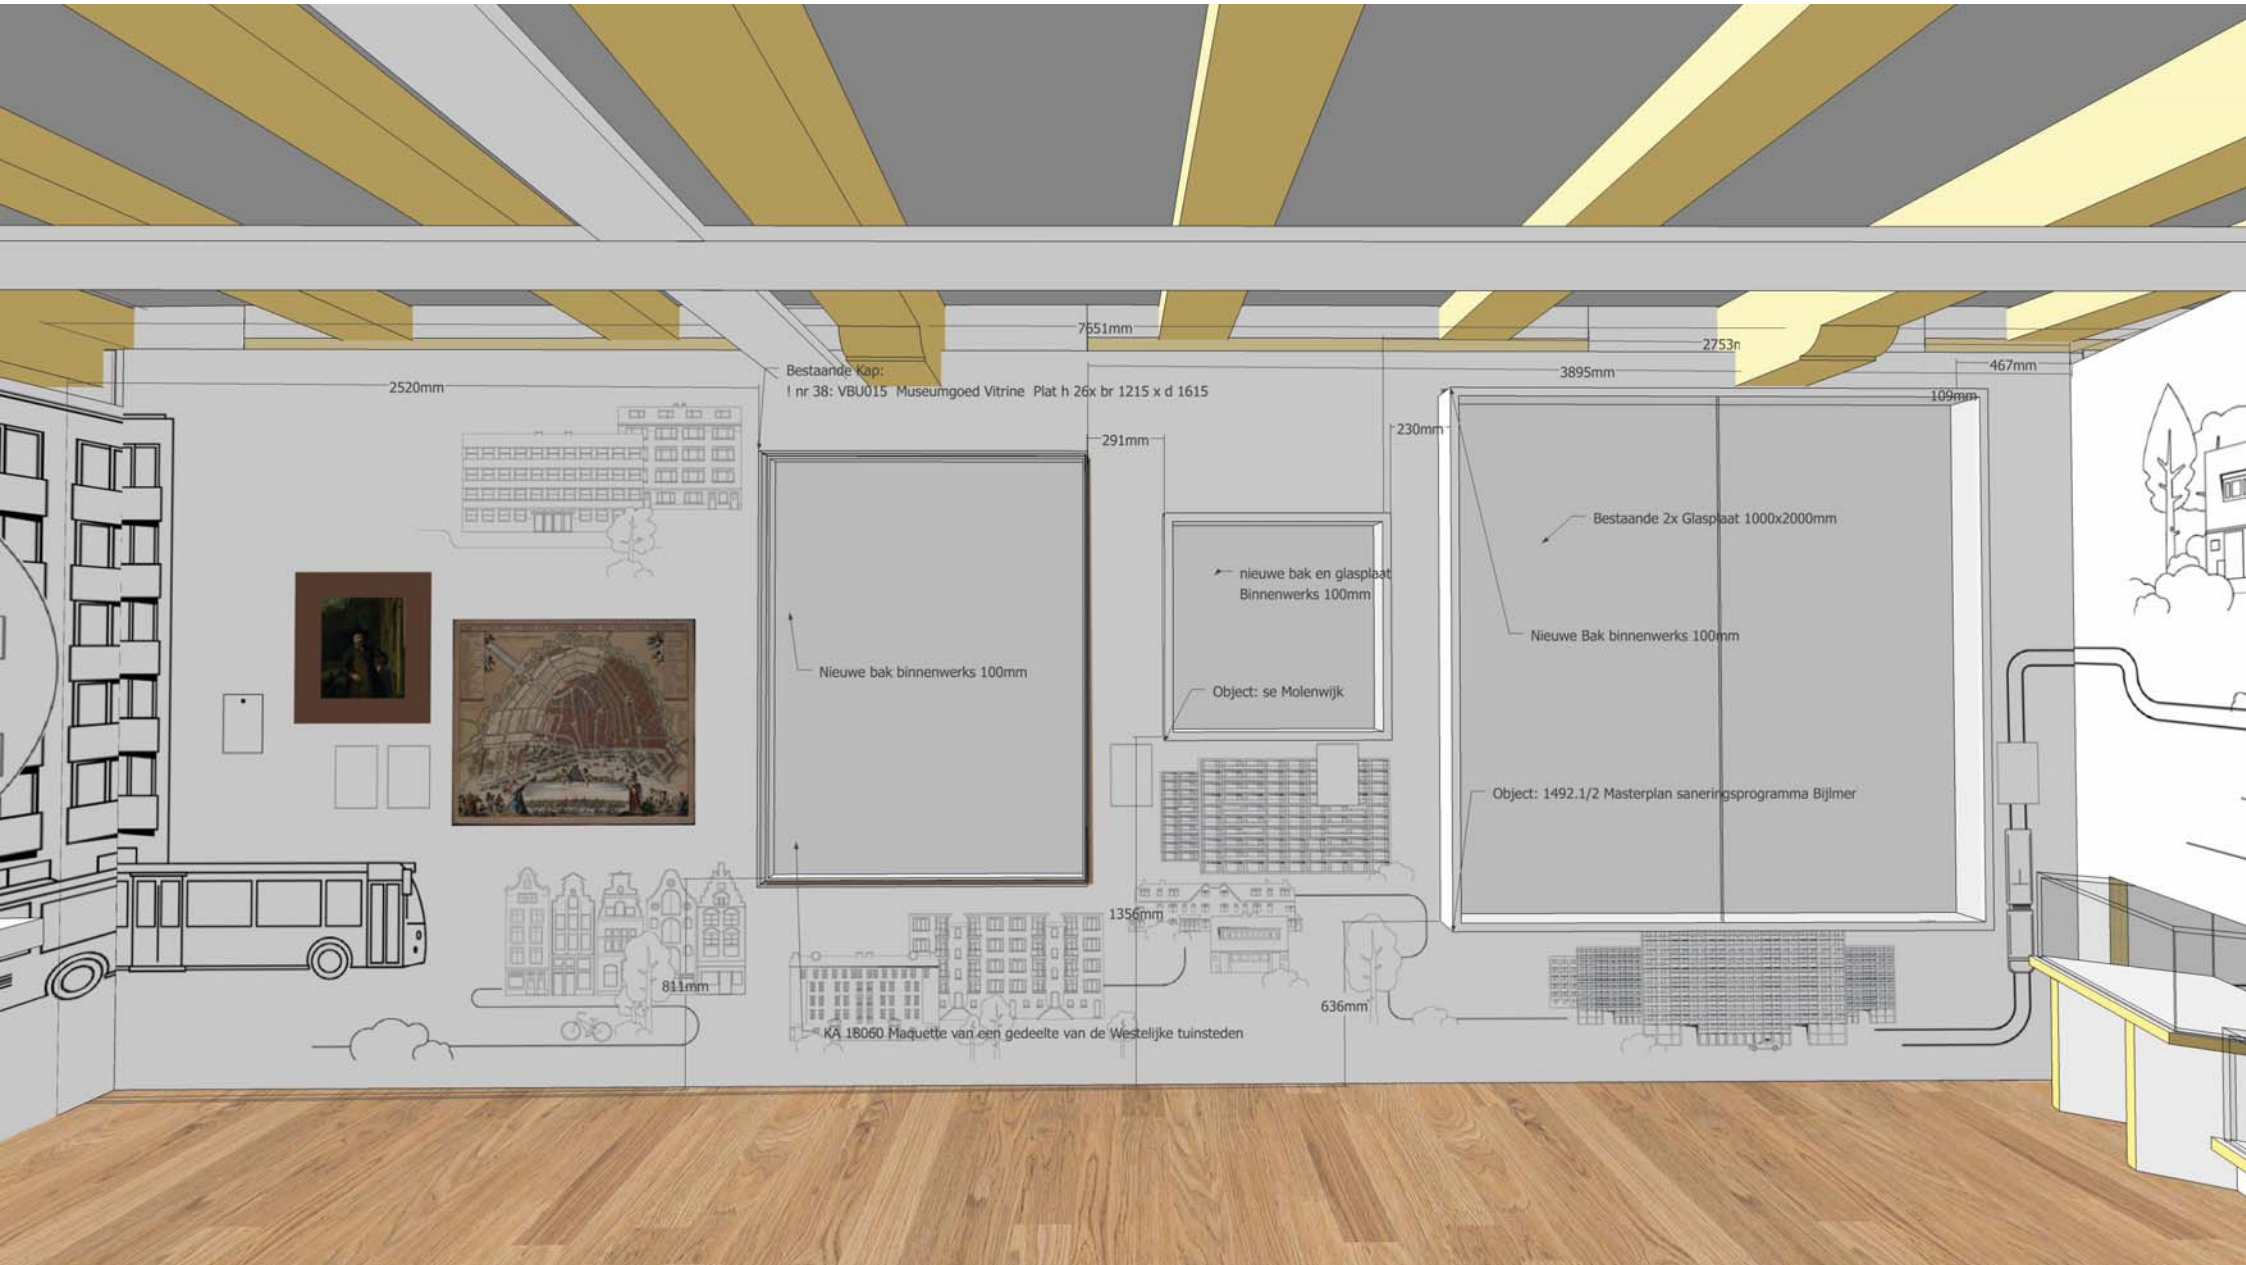 7651mm
2753m
467mm
3895mm
109mm
2520mm
Bestaande Kap:
! nr 38: VBU015 Museumgoed Vitrine Plat h 26x br 1215 x d 1615
291mm
230mm
Bestaande 2x Glasplaat 1000x2000mm
nieuwe bak en glasplaat
Binnenwerks 100mm
Nieuwe Bak binnenwerks 100mm
Nieuwe bak binnenwerks 100mm
Object: se Molenwijk
Object: 1492.1/2 Masterplan saneringsprogramma Bijlmer
1356mm
811mm
636mm
KA 18060 Maquette van een gedeelte van de Westelijke tuinsteden